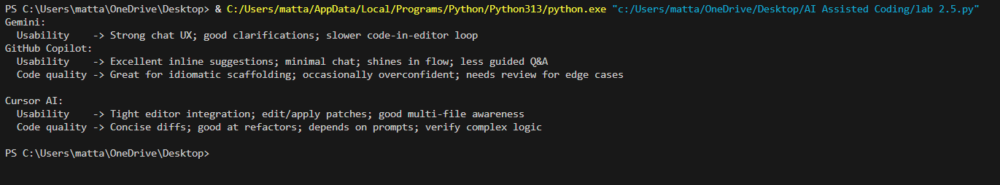 PS C:\Users\matta\OneDrive\Desktop> & C:/Users/matta/AppData/Local/Programs/Python/Python313/python.exe "c:/Users/matta/OneDrive/Desktop/AI Assisted Coding/lab 2.5.py"
Gemini:
  Usability    -> Strong chat UX; good clarifications; slower code-in-editor loop
GitHub Copilot:
  Usability    -> Excellent inline suggestions; minimal chat; shines in flow; less guided Q&A
  Code quality -> Great for idiomatic scaffolding; occasionally overconfident; needs review for edge cases

Cursor AI:
  Usability    -> Tight editor integration; edit/apply patches; good multi-file awareness
  Code quality -> Concise diffs; good at refactors; depends on prompts; verify complex logic

PS C:\Users\matta\OneDrive\Desktop>